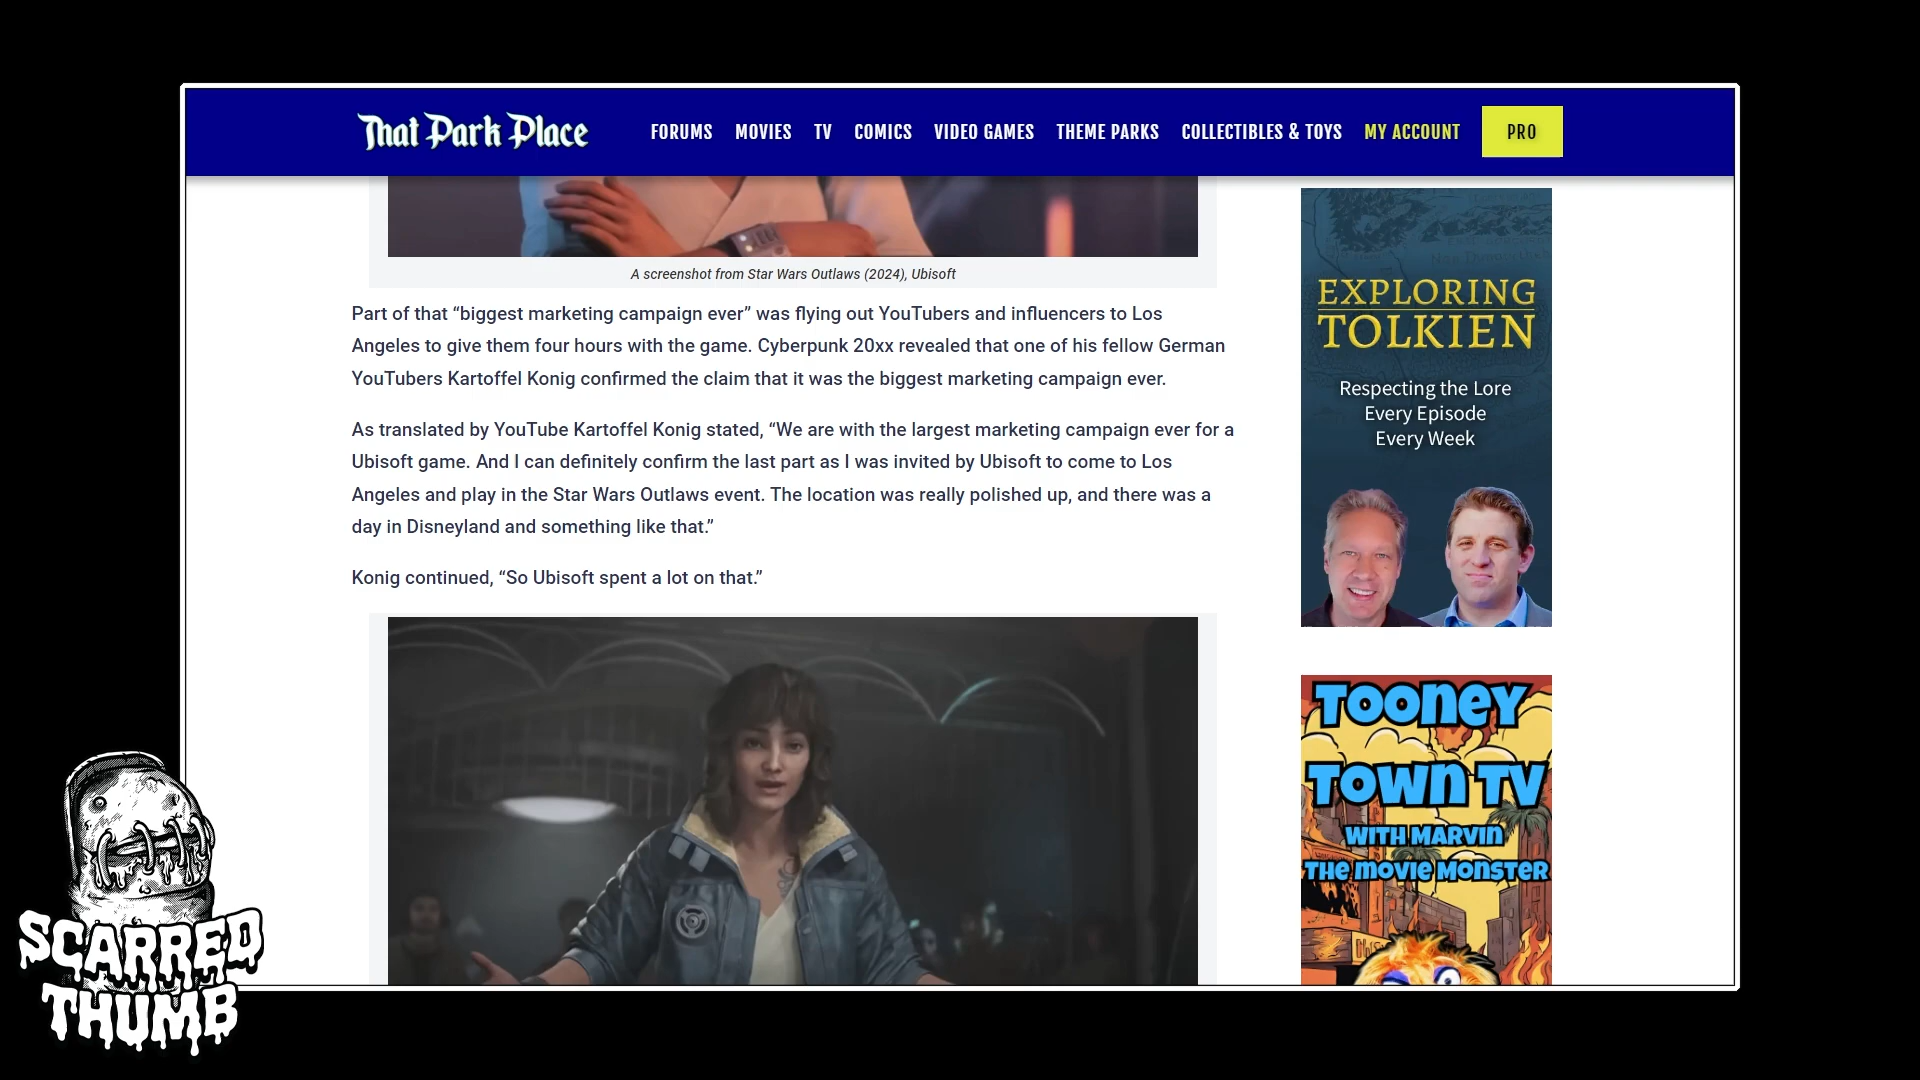 That Park Place
FORUMS MOVIES TV COMICS VIDEO GAMES THEME PARKS COLLECTIBLES & TOYS MY ACCOUNT PRO
A screenshot from Star Wars Outlaws (2024), Ubisoft
Part of that “biggest marketing campaign ever” was flying out YouTubers and influencers to Los
Angeles to give them four hours with the game. Cyberpunk 20xx revealed that one of his fellow German
YouTubers Kartoffel Konig confirmed the claim that it was the biggest marketing campaign ever.
As translated by YouTube Kartoffel Konig stated, “We are with the largest marketing campaign ever for a
Ubisoft game. And I can definitely confirm the last part as I was invited by Ubisoft to come to Los
Angeles and play in the Star Wars Outlaws event. The location was really polished up, and there was a
day in Disneyland and something like that.”
Konig continued, “So Ubisoft spent a lot on that.”
EXPLORING
TOLKIEN
Respecting the Lore
Every Episode
Every Week
TOONEY
TOWN TV
WITH MARVIN
THE MOVIE MONSTER
SCARRED
THUMB